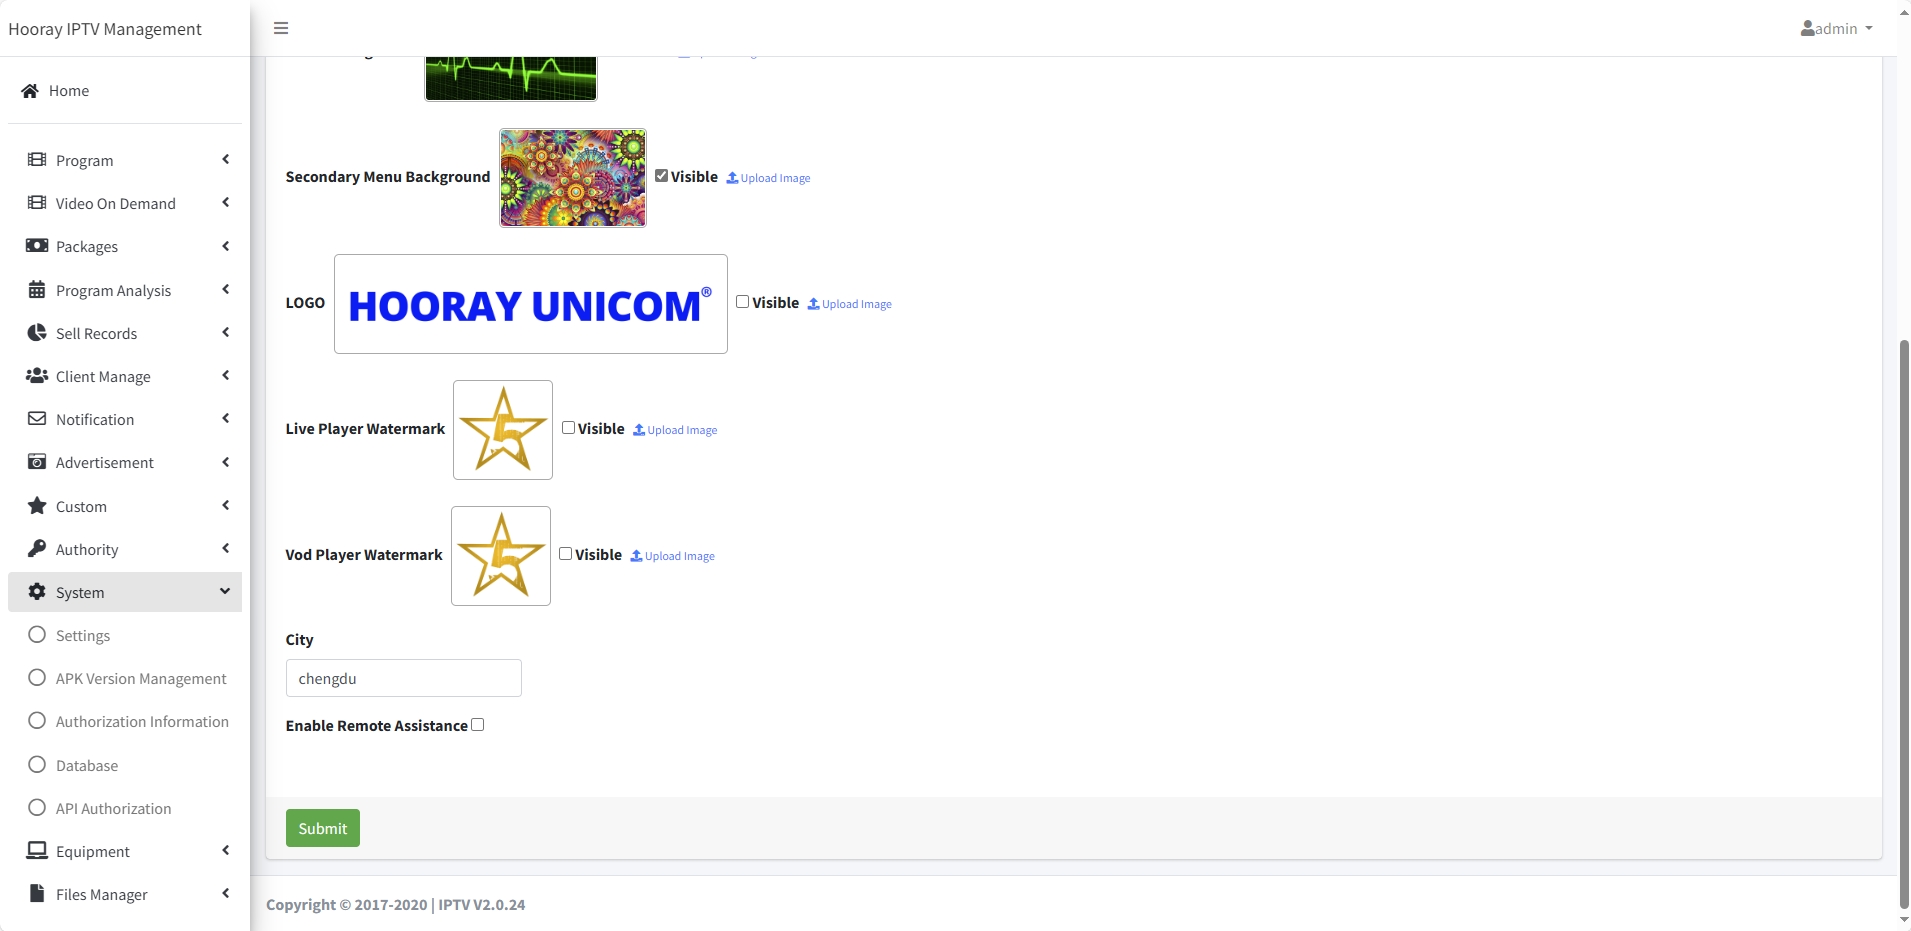 Hooray IPTV Management
admin
Home
Program
Video On Demand
Packages
Program Analysis
Sell Records
Client Manage
Notification
Advertisement
Custom
Authority
System
Settings
APK Version Management
Authorization Information
Database
API Authorization
Equipment
Files Manager
Secondary Menu Background Visible Upload Image
LOGO HOORAY UNICOM® Visible Upload Image
Live Player Watermark 5 Visible Upload Image
Vod Player Watermark 5 Visible Upload Image
City
chengdu
Enable Remote Assistance
Submit
Copyright © 2017-2020 | IPTV V2.0.24